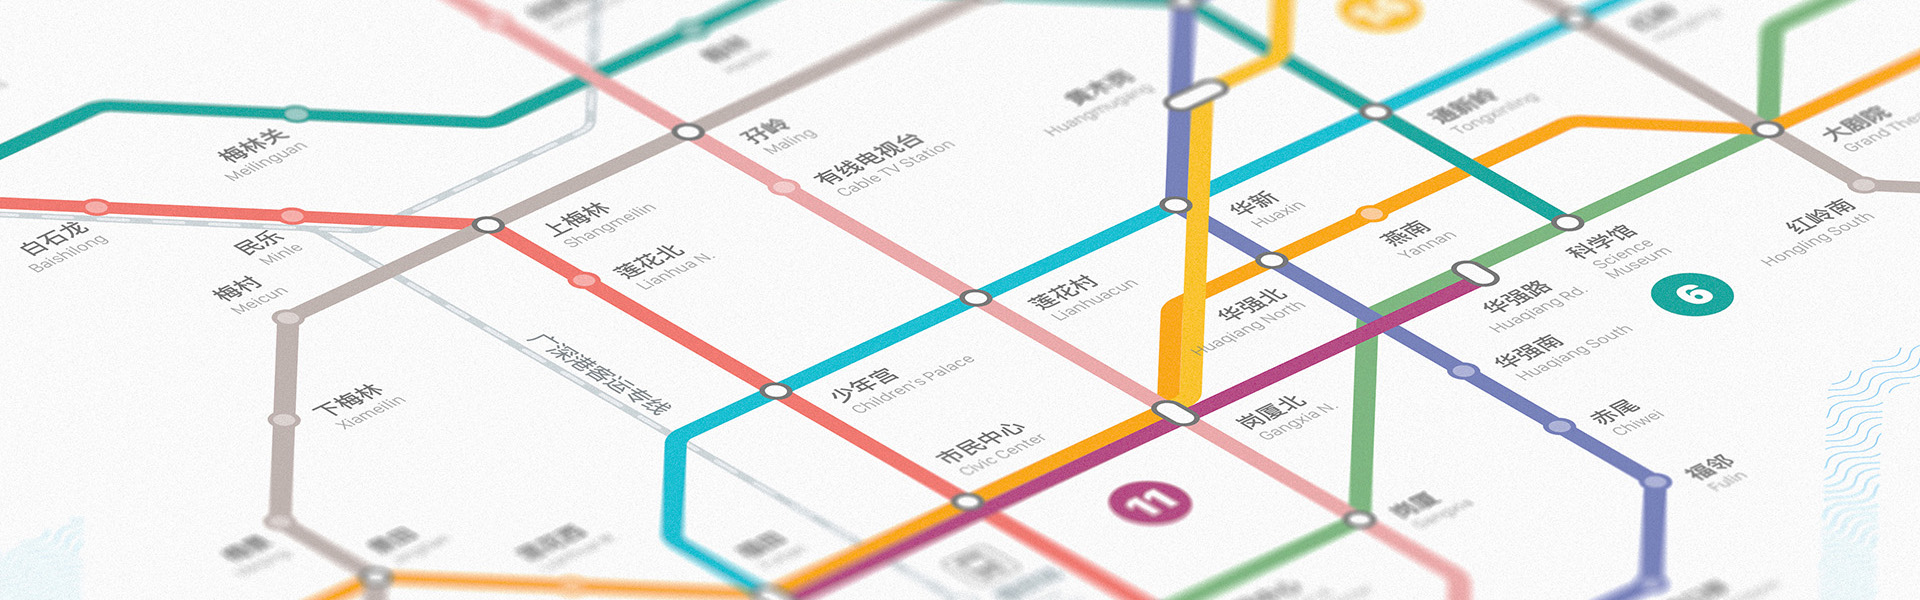 梅林关
Meilinguan
孖岭
Maling
有线电视台
Cable TV Station
黄木岗
Huangmugang
通新岭
Tongxinling
大剧院
Grand Thea
白石龙
Baishilong
民乐
Minle
上梅林
Shangmeilin
莲花北
Lianhua N.
梅村
Meicun
华新
Huaxin
燕南
Yannan
科学馆
Science
Museum
红岭南
Hongling South
6
莲花村
Lianhuacun
华强北
Huaqiang North
华强路
Huaqiang Rd.
华强南
Huaqiang South
广深港客运专线
下梅林
Xiameilin
少年宫
Children's Palace
市民中心
Civic Center
岗厦北
Gangxia N.
赤尾
Chiwei
福邻
Fulin
11
岗厦
Gangxia